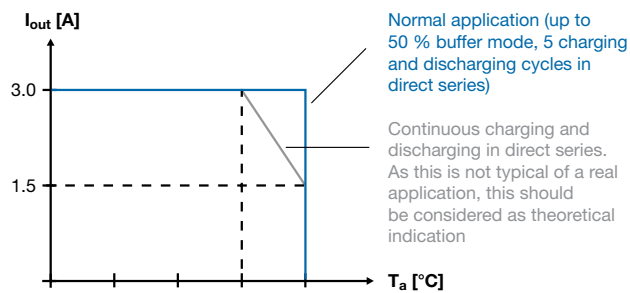 I_out [A]
Normal application (up to
50 % buffer mode, 5 charging
and discharging cycles in
direct series)
3.0
Continuous charging and
discharging in direct series.
As this is not typical of a real
application, this should
be considered as theoretical
indication
1.5
T_a [°C]